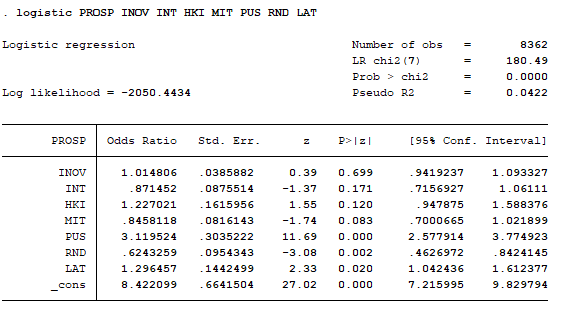 . logistic PROSP INOV INT HKI MIT PUS RND LAT
Logistic regression Number of obs = 8362
LR chi2(7) = 180.49
Prob > chi2 = 0.0000
Log likelihood = -2050.4434 Pseudo R2 = 0.0422
PROSP Odds Ratio Std. Err. z P>|z| [95% Conf. Interval]
INOV 1.014806 .0385882 0.39 0.699 .9419237 1.093327
INT .871452 .0875514 -1.37 0.171 .7156927 1.06111
HKI 1.227021 .1615956 1.55 0.120 .947875 1.588376
MIT .8458118 .0816143 -1.74 0.083 .7000665 1.021899
PUS 3.119524 .3035222 11.69 0.000 2.577914 3.774923
RND .6243259 .0954343 -3.08 0.002 .4626972 .8424145
LAT 1.296457 .1442499 2.33 0.020 1.042436 1.612377
_cons 8.422099 .6641504 27.02 0.000 7.215995 9.829794